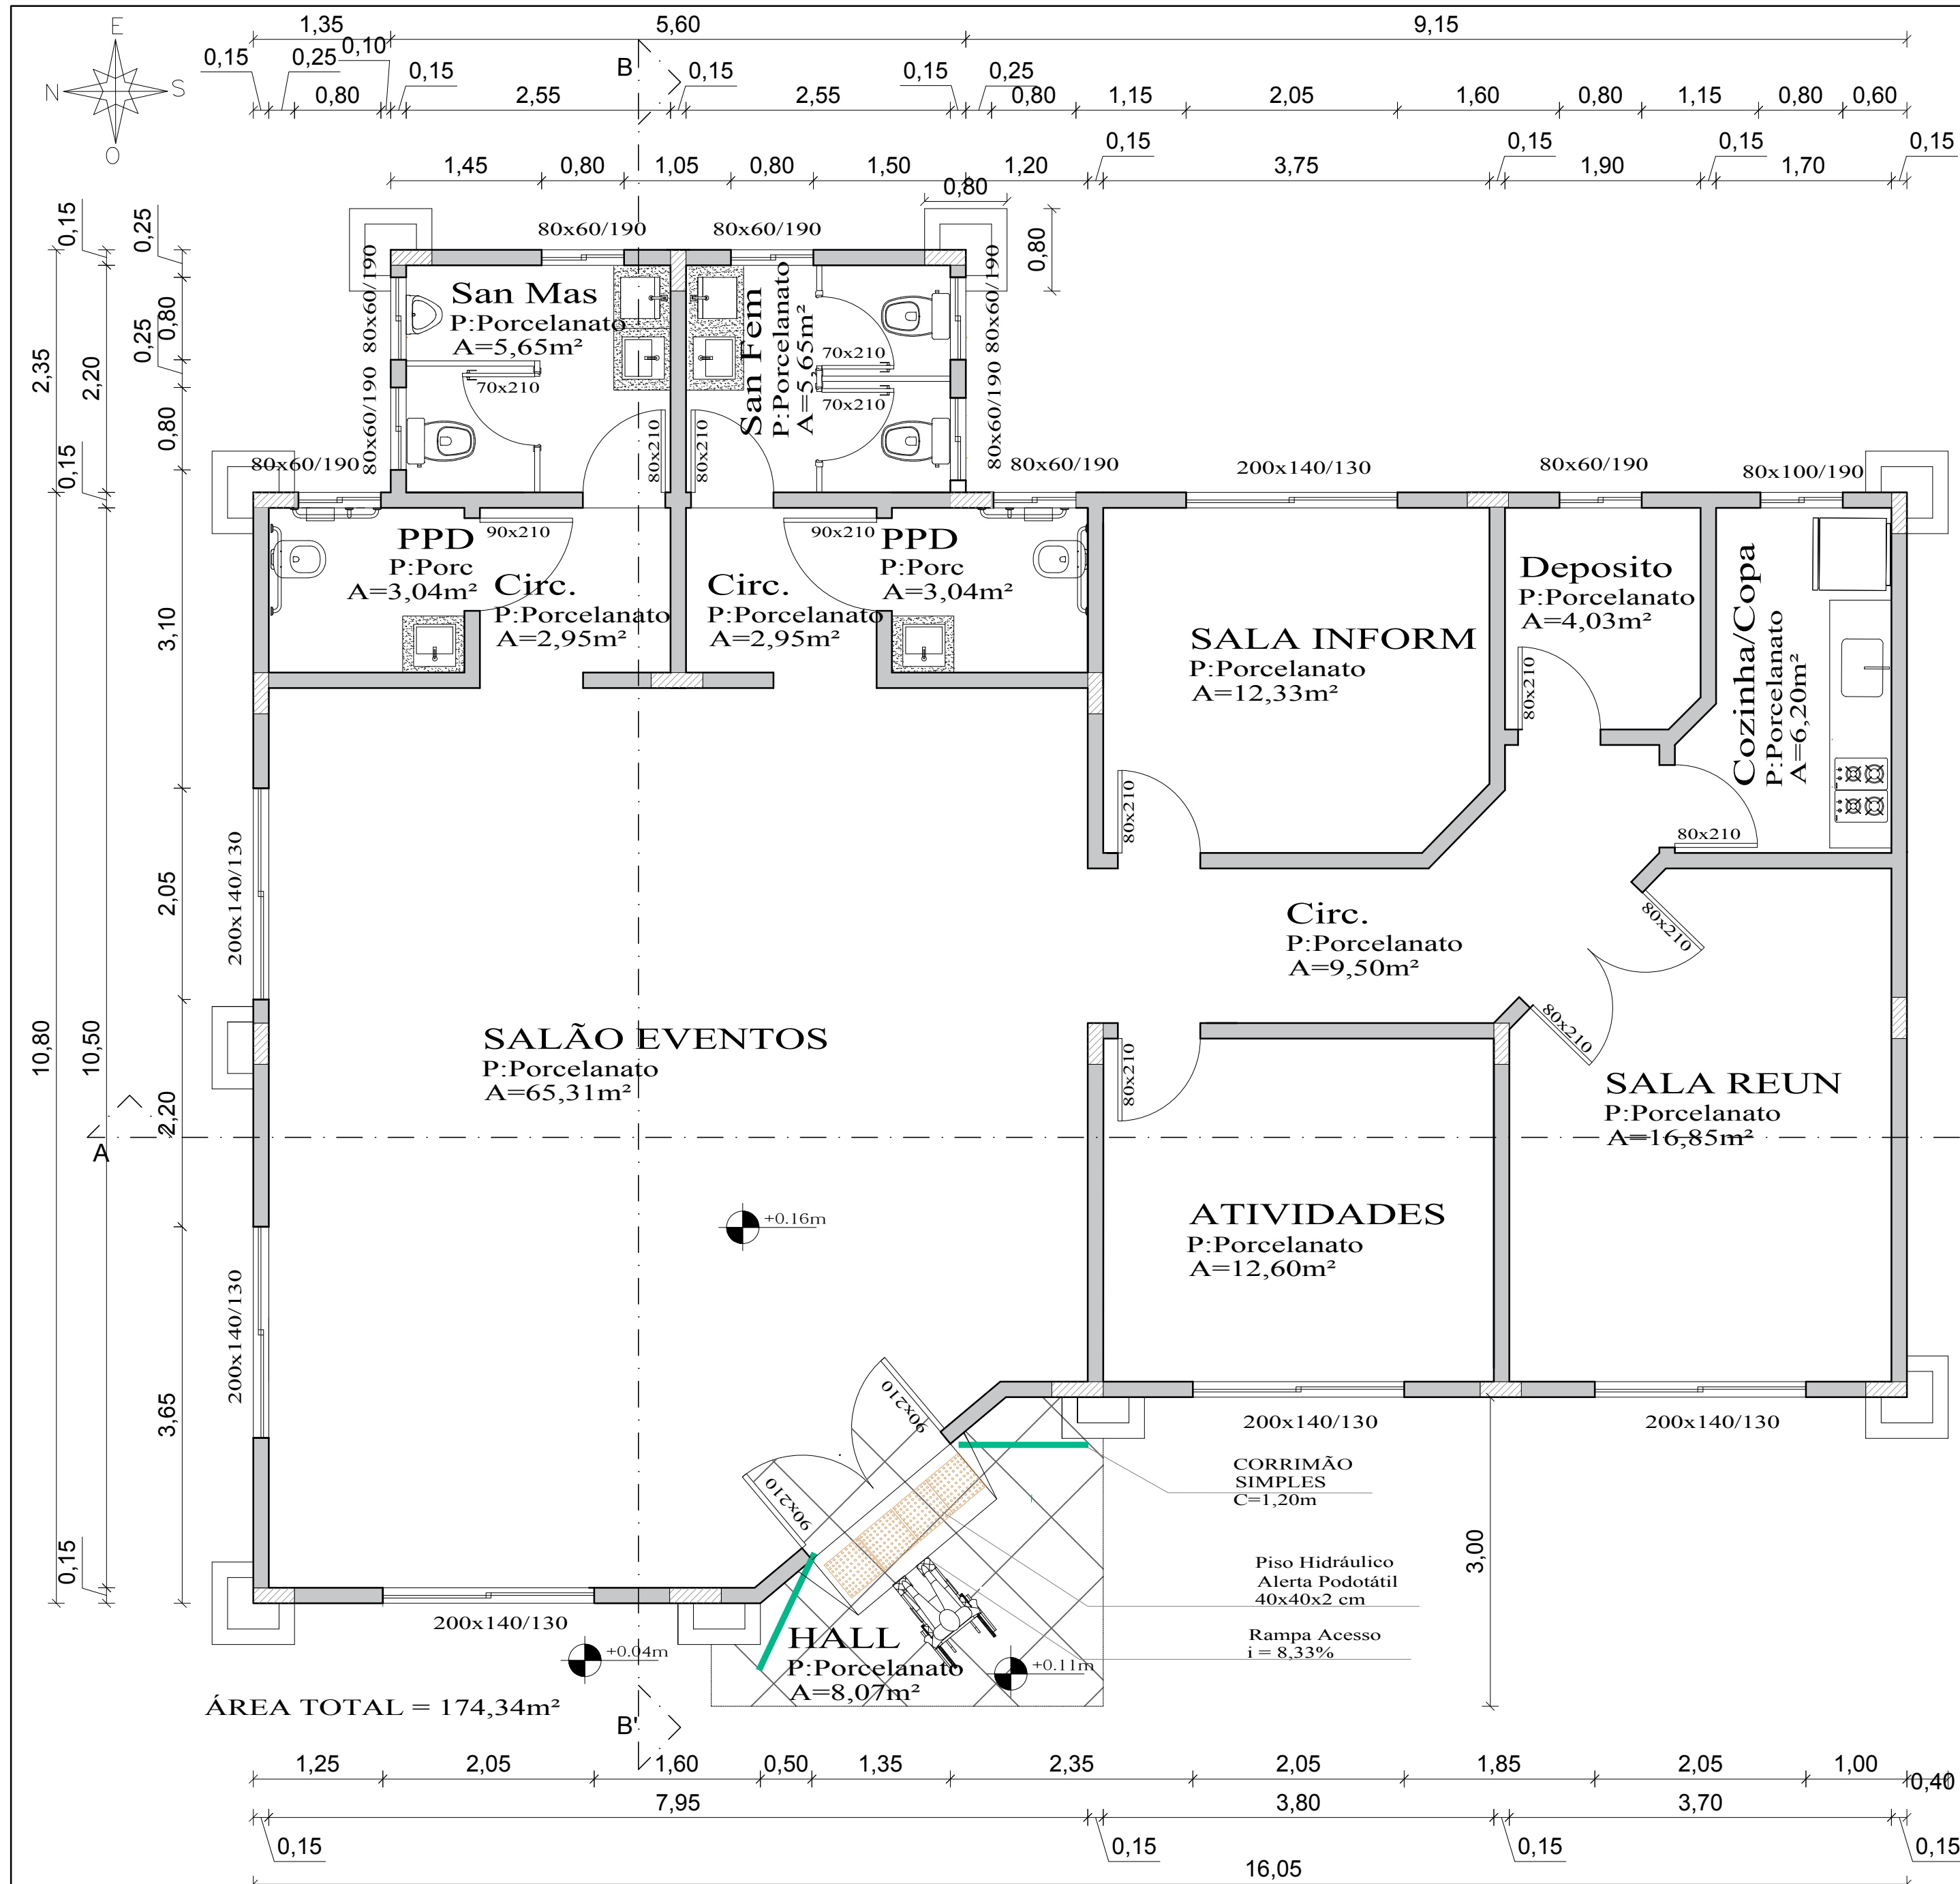 E
N
S
O
1,35
5,60
9,15
0,15
0,25
0,10
0,80
0,15
2,55
B
0,15
2,55
0,15
0,25
0,80
1,15
2,05
1,60
0,80
1,15
0,80
0,60
1,45
0,80
1,05
0,80
1,50
1,20
0,15
3,75
0,15
1,90
0,15
1,70
0,15
0,80
0,80
0,15
0,25
2,35
2,20
0,80
0,25
0,80
0,15
80x60/190
80x60/190
80x60/190
80x60/190
80x60/190
80x60/190
San Mas
P:Porcelanato
A=5,65m²
San Fem
P:Porcelanato
A=5,65m²
70x210
70x210
70x210
80x210
80x210
80x60/190
80x60/190
200x140/130
80x60/190
80x100/190
90x210
90x210
PPD
P:Porc
A=3,04m²
Circ.
P:Porcelanato
A=2,95m²
Circ.
P:Porcelanato
A=2,95m²
PPD
P:Porc
A=3,04m²
SALA INFORM
P:Porcelanato
A=12,33m²
Deposito
P:Porcelanato
A=4,03m²
Cozinha/Copa
P:Porcelanato
A=6,20m²
80x210
80x210
80x210
3,10
2,05
2,20
3,65
10,80
10,50
0,15
200x140/130
200x140/130
Circ.
P:Porcelanato
A=9,50m²
80x210
80x210
80x210
SALÃO EVENTOS
P:Porcelanato
A=65,31m²
SALA REUN
P:Porcelanato
A=16,85m²
A
+0.16m
ATIVIDADES
P:Porcelanato
A=12,60m²
90x210
90x210
200x140/130
200x140/130
CORRIMÃO
SIMPLES
C=1,20m
3,00
Piso Hidráulico
Alerta Podotátil
40x40x2 cm
Rampa Acesso
i = 8,33%
200x140/130
+0.04m
HALL
P:Porcelanato
A=8,07m²
+0.11m
ÁREA TOTAL = 174,34m²
B'
1,25
2,05
1,60
0,50
1,35
2,35
2,05
1,85
2,05
1,00
0,40
7,95
3,80
3,70
0,15
0,15
0,15
0,15
16,05